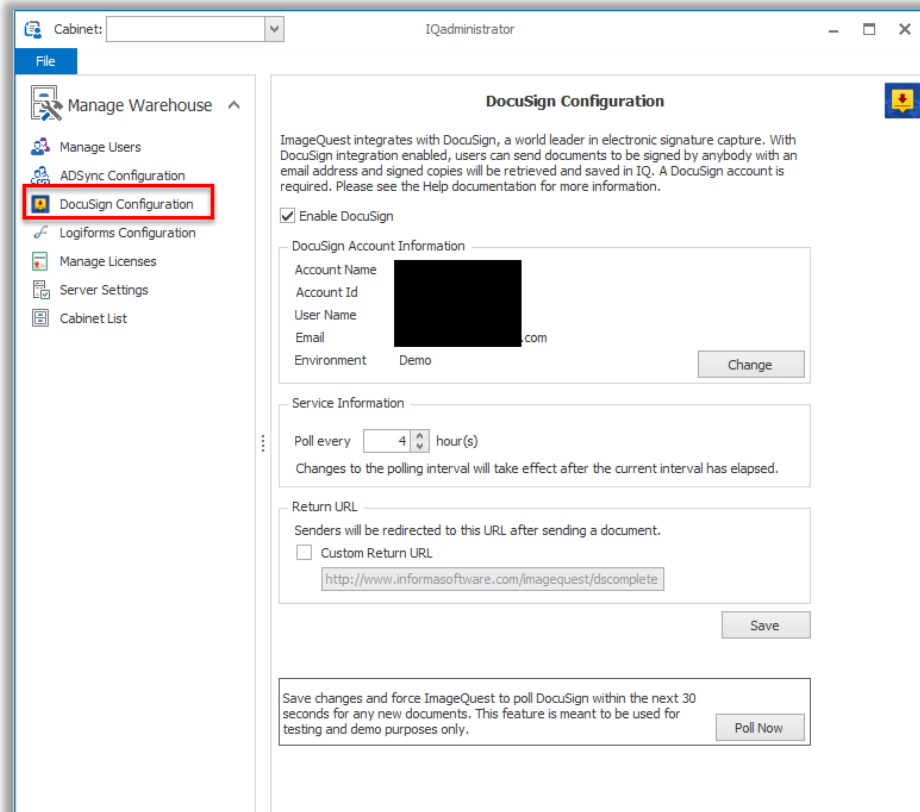 Cabinet:
IQadministrator
File
Manage Warehouse
Manage Users
ADSync Configuration
DocuSign Configuration
Logiforms Configuration
Manage Licenses
Server Settings
Cabinet List
DocuSign Configuration
ImageQuest integrates with DocuSign, a world leader in electronic signature capture. With
DocuSign integration enabled, users can send documents to be signed by anybody with an
email address and signed copies will be retrieved and saved in IQ. A DocuSign account is
required. Please see the Help documentation for more information.
Enable DocuSign
DocuSign Account Information
Account Name
Account Id
User Name
Email .com
Environment Demo
Change
Service Information
Poll every 4 hour(s)
Changes to the polling interval will take effect after the current interval has elapsed.
Return URL
Senders will be redirected to this URL after sending a document.
Custom Return URL
http://www.informasoftware.com/imagequest/dscomplete
Save
Save changes and force ImageQuest to poll DocuSign within the next 30
seconds for any new documents. This feature is meant to be used for
testing and demo purposes only.
Poll Now